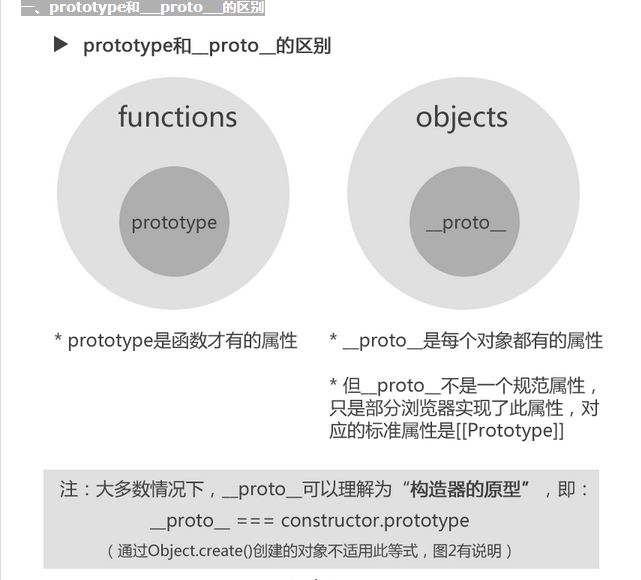 一、prototype和__proto__的区别
▶ prototype和__proto__的区别
functions
objects
prototype
__proto__
* prototype是函数才有的属性
* __proto__是每个对象都有的属性
* 但__proto__不是一个规范属性，
只是部分浏览器实现了此属性，对
应的标准属性是[[Prototype]]
注：大多数情况下，__proto__可以理解为“构造器的原型”，即：
__proto__ === constructor.prototype
（通过Object.create()创建的对象不适用此等式，图2有说明）